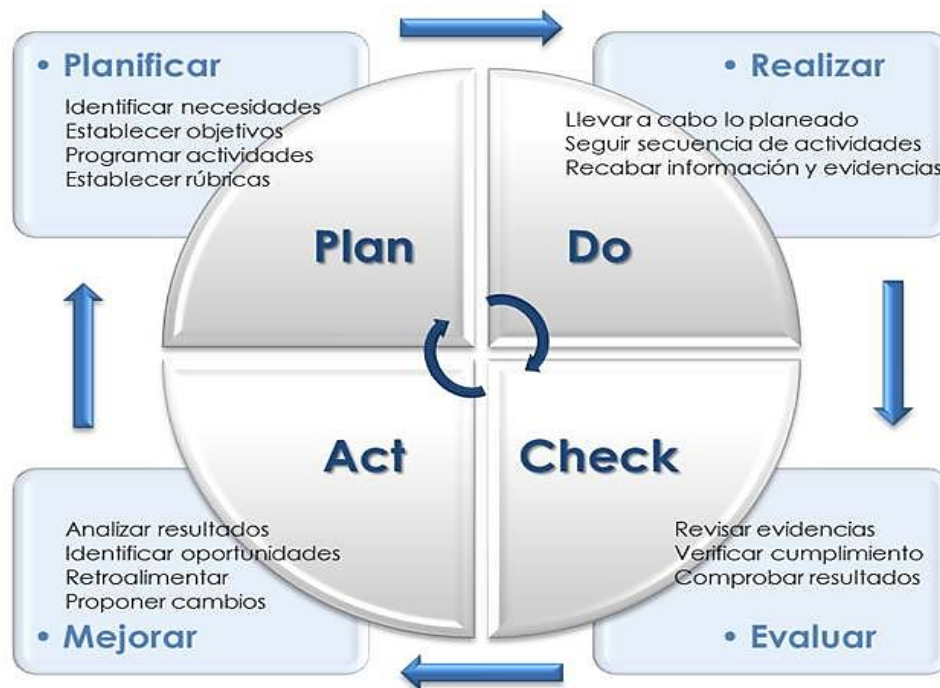 • Planificar
Identificar necesidades
Establecer objetivos
Programar actividades
Establecer rúbricas
• Realizar
Llevar a cabo lo planeado
Seguir secuencia de actividades
Recabar información y evidencias
Plan
Do
Act
Check
Analizar resultados
Identificar oportunidades
Retroalimentar
Proponer cambios
• Mejorar
Revisar evidencias
Verificar cumplimiento
Comprobar resultados
• Evaluar